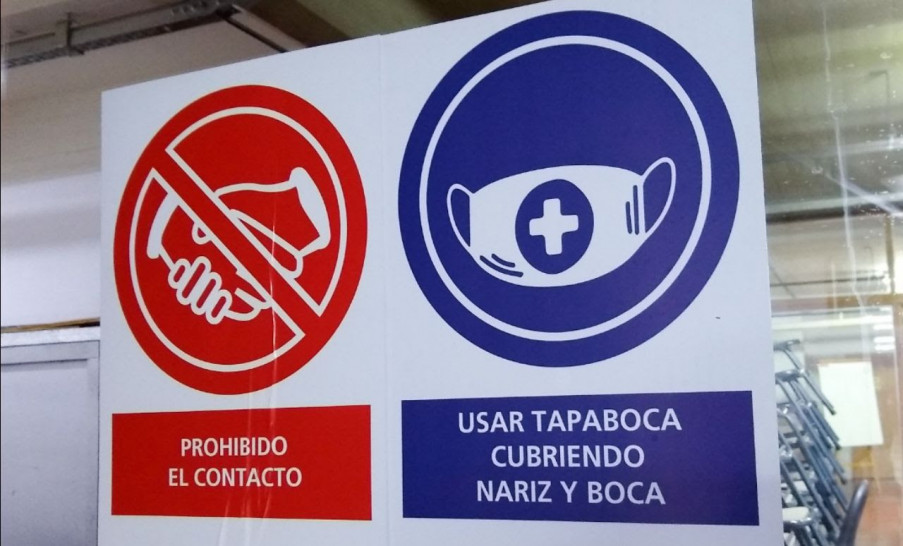 PROHIBIDO
EL CONTACTO
USAR TAPABOCA
CUBRIENDO
NARIZ Y BOCA